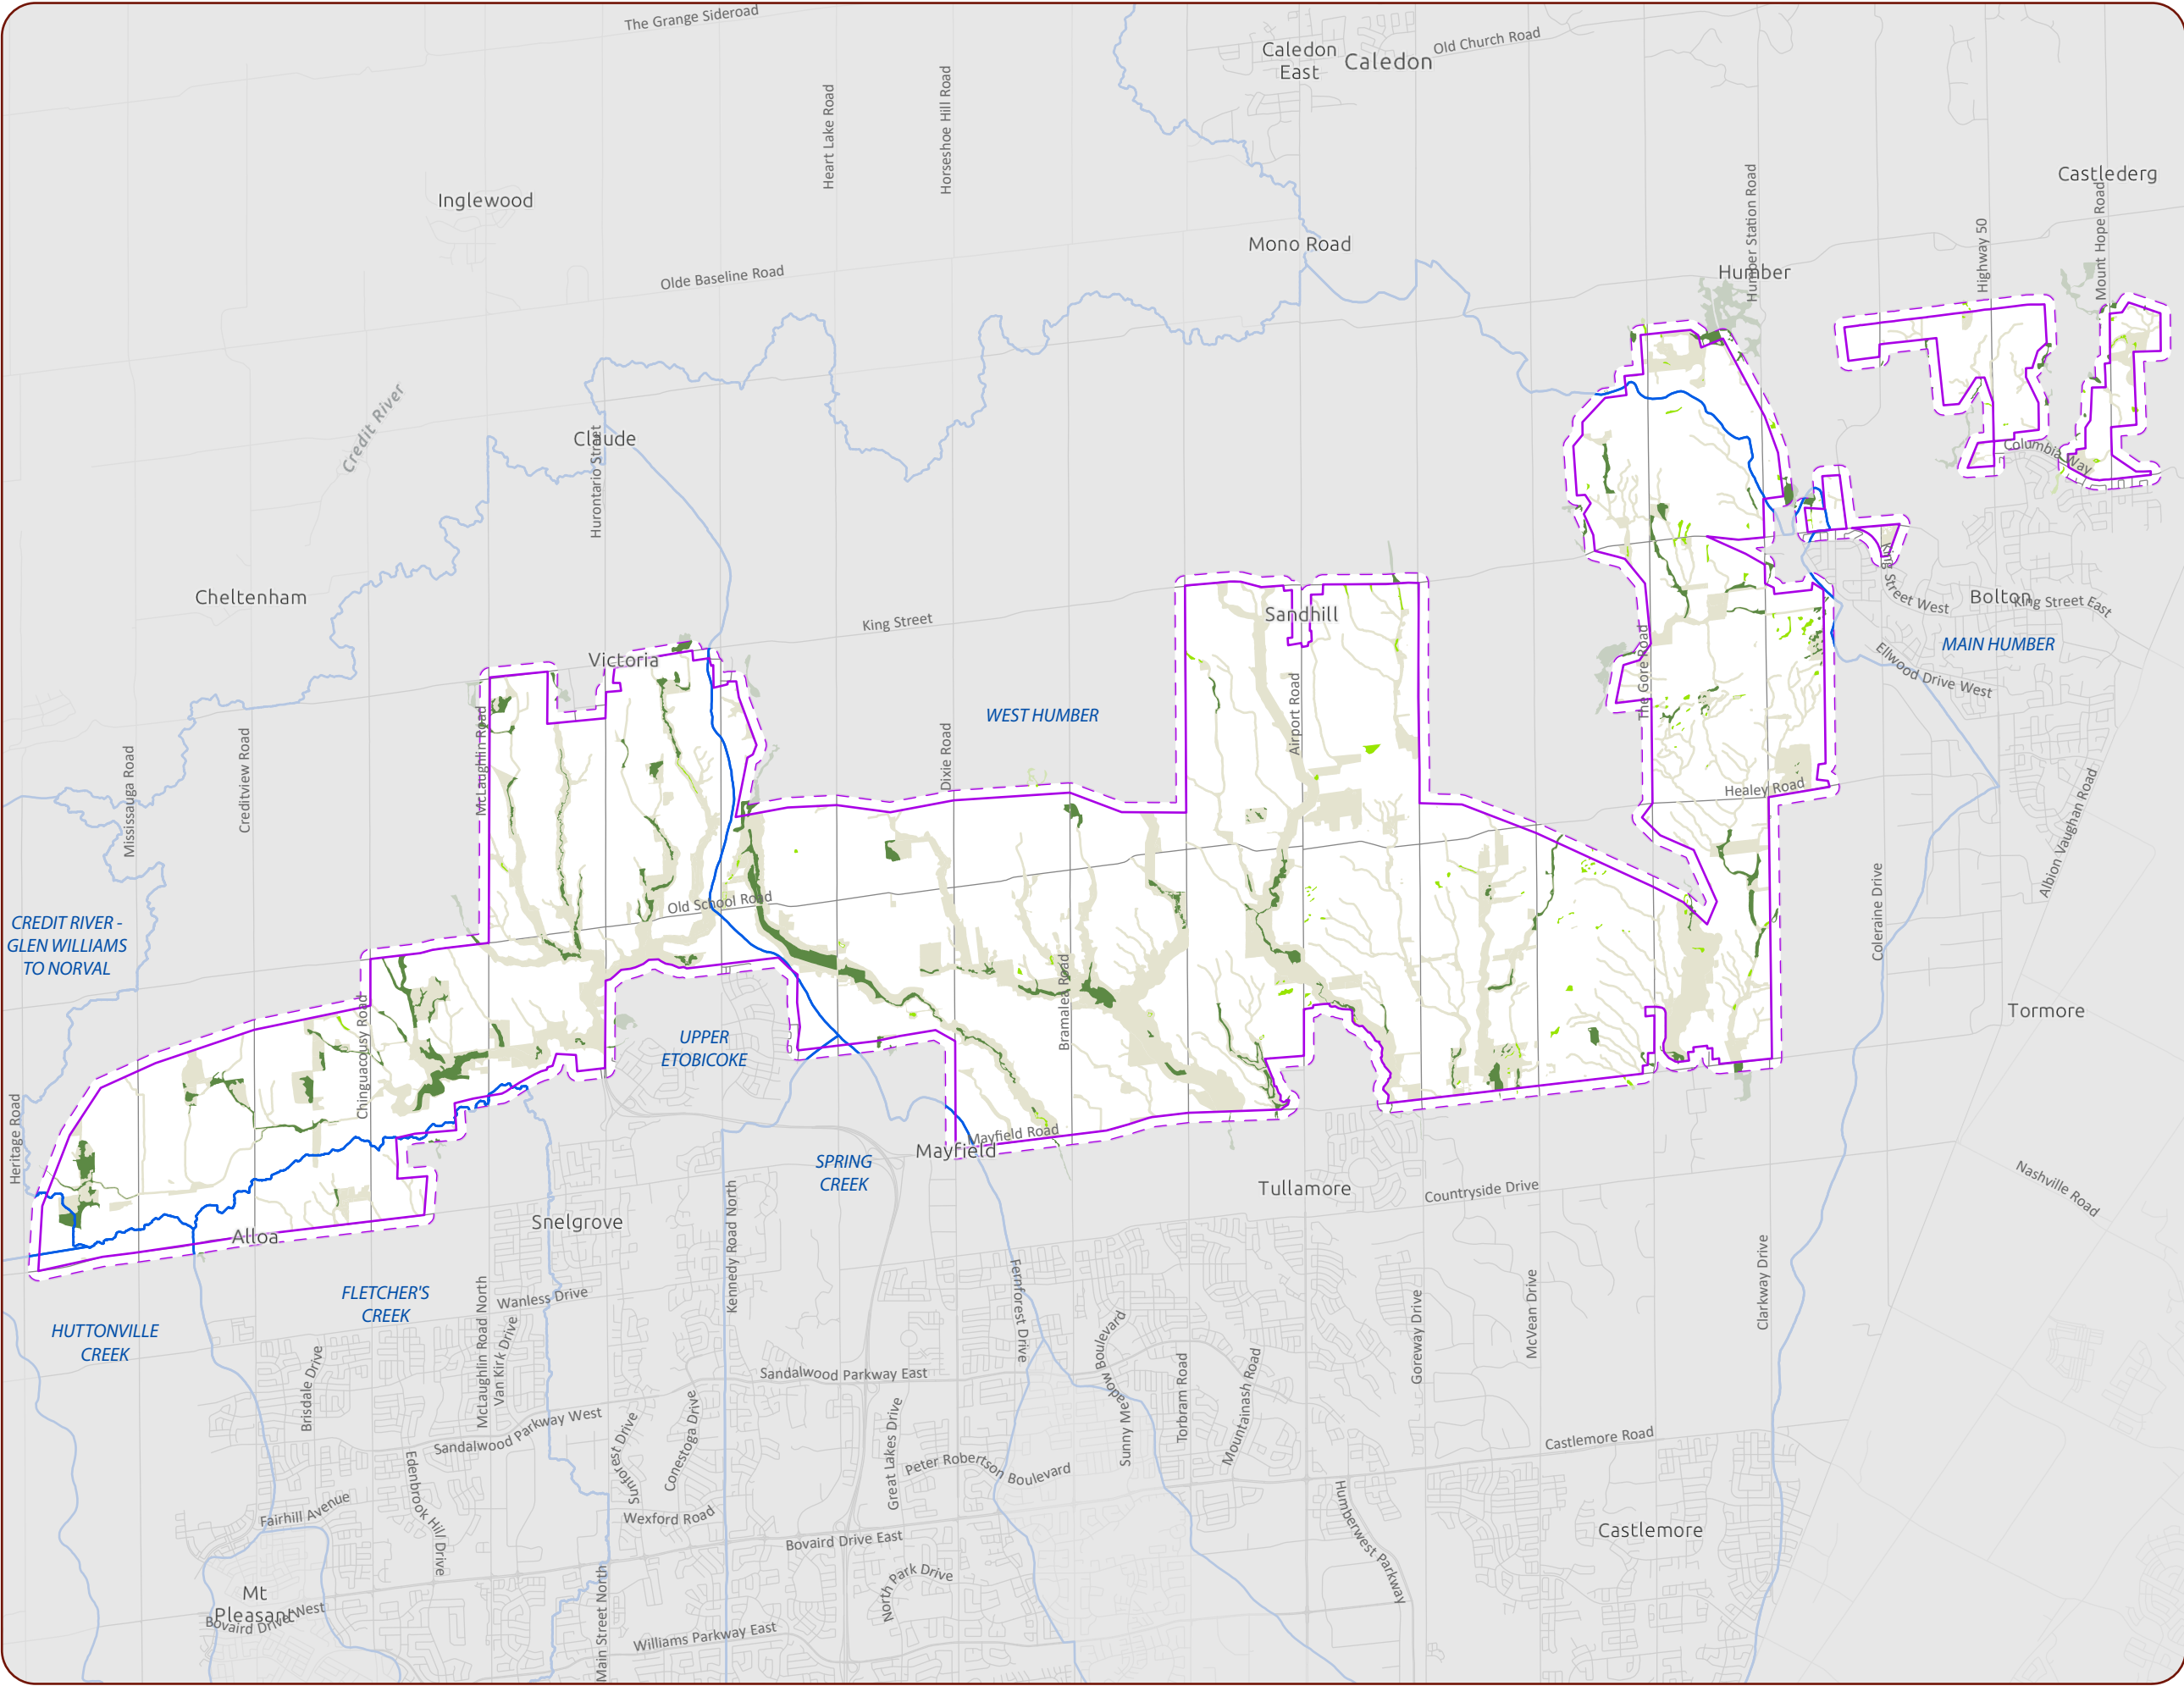 The Grange Sideroad
Old Church Road
Caledon
East
Caledon
Heart Lake Road
Horseshoe Hill Road
Castlederg
Inglewood
Mono Road
Humber Station Road
Humber
Highway 50
Mount Hope Road
Olde Baseline Road
Credit River
Claude
Hurontario Street
Columbia Way
Cheltenham
King Street
Sandhill
King Street West
Bolton
King Street East
Victoria
The Gore Road
MAIN HUMBER
Ellwood Drive West
WEST HUMBER
McLaughlin Road
Airport Road
Dixie Road
Mississauga Road
Creditview Road
Healey Road
Albion Vaughan Road
Old School Road
Coleraine Drive
CREDIT RIVER -
GLEN WILLIAMS
TO NORVAL
Bramalea Road
Chinguacousy Road
Tormore
UPPER
ETOBICOKE
Heritage Road
Mayfield Road
Mayfield
SPRING
CREEK
Tullamore
Countryside Drive
Nashville Road
Snelgrove
Alloa
Kennedy Road North
FLETCHER'S
CREEK
Wanless Drive
Fernforest Drive
Clarkway Drive
HUTTONVILLE
CREEK
McLaughlin Road North
Van Kirk Drive
Goreway Drive
McVean Drive
Brisdale Drive
Sandalwood Parkway East
Sunny Meadow Boulevard
Torbram Road
Mountainash Road
Sandalwood Parkway West
Sunforest Drive
Conestoga Drive
Great Lakes Drive
Peter Robertson Boulevard
Castlemore Road
Edenbrook Hill Drive
Fairhill Avenue
Wexford Road
Humberwest Parkway
Castlemore
Bovaird Drive East
North Park Drive
Mt
Pleasant
Bovaird Drive West
Main Street North
Williams Parkway East